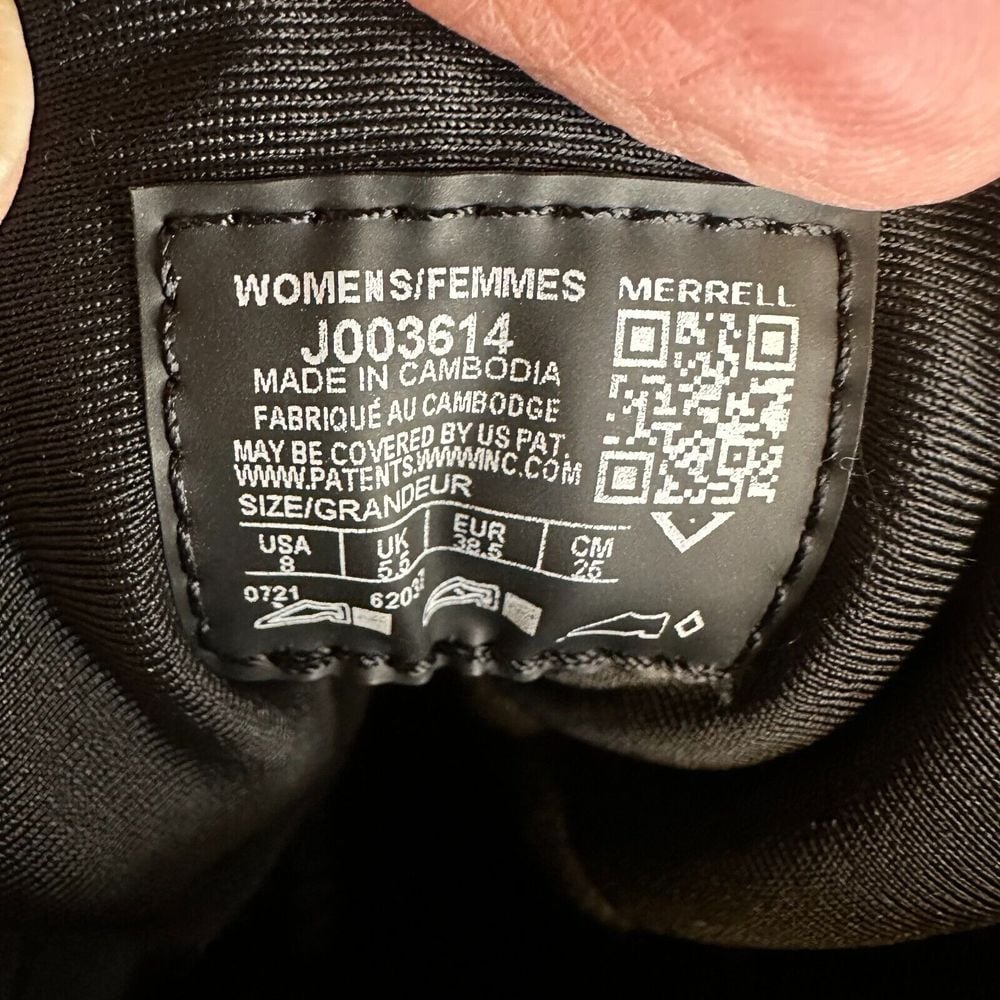 WOMENS/FEMMES
MERRELL
J003614
MADE IN CAMBODIA
FABRIQUÉ AU CAMBODGE
MAY BE COVERED BY US PAT.
WWW.PATENTS.WWWINC.COM
SIZE/GRANDEUR
USA UK EUR CM
8 5.5 38.5 25
0721